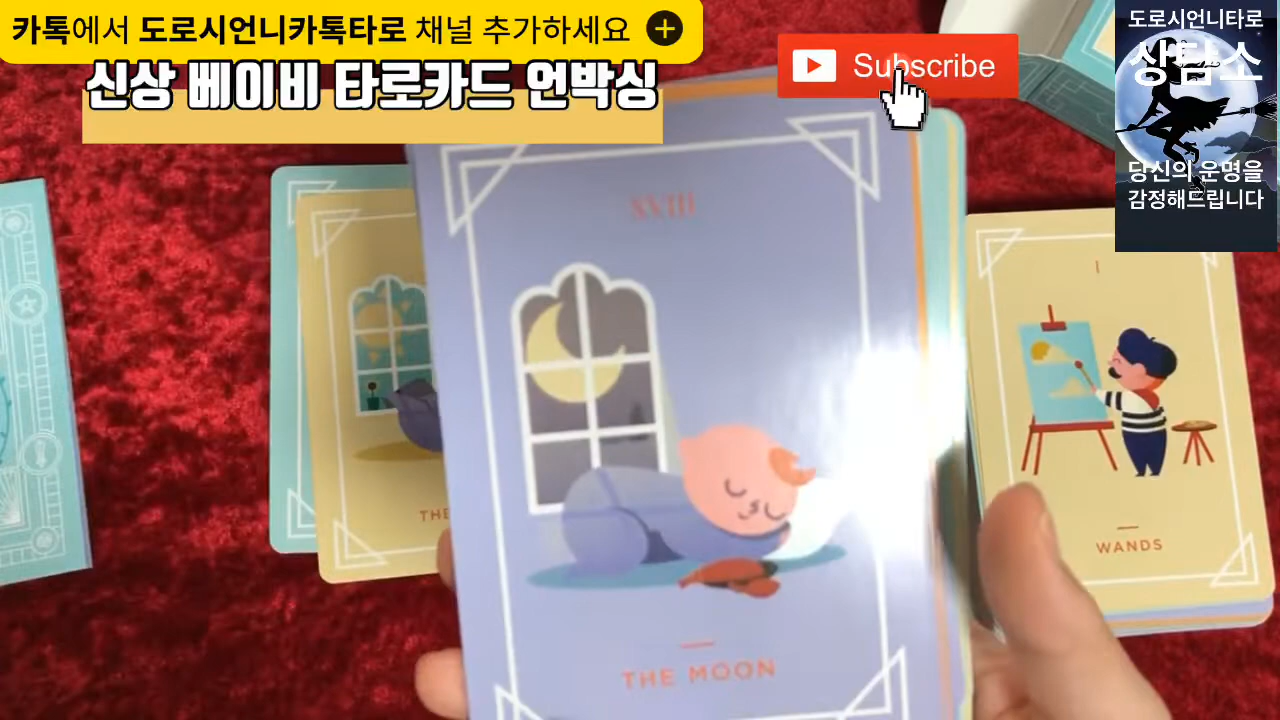 카톡에서 도로시언니카톡타로 채널 추가하세요
신상 베이비 타로카드 언박싱
Subscribe
도로시언니타로
상담소
당신의 운명을
감정해드립니다
XVIII
THE MOON
THE
I
WANDS